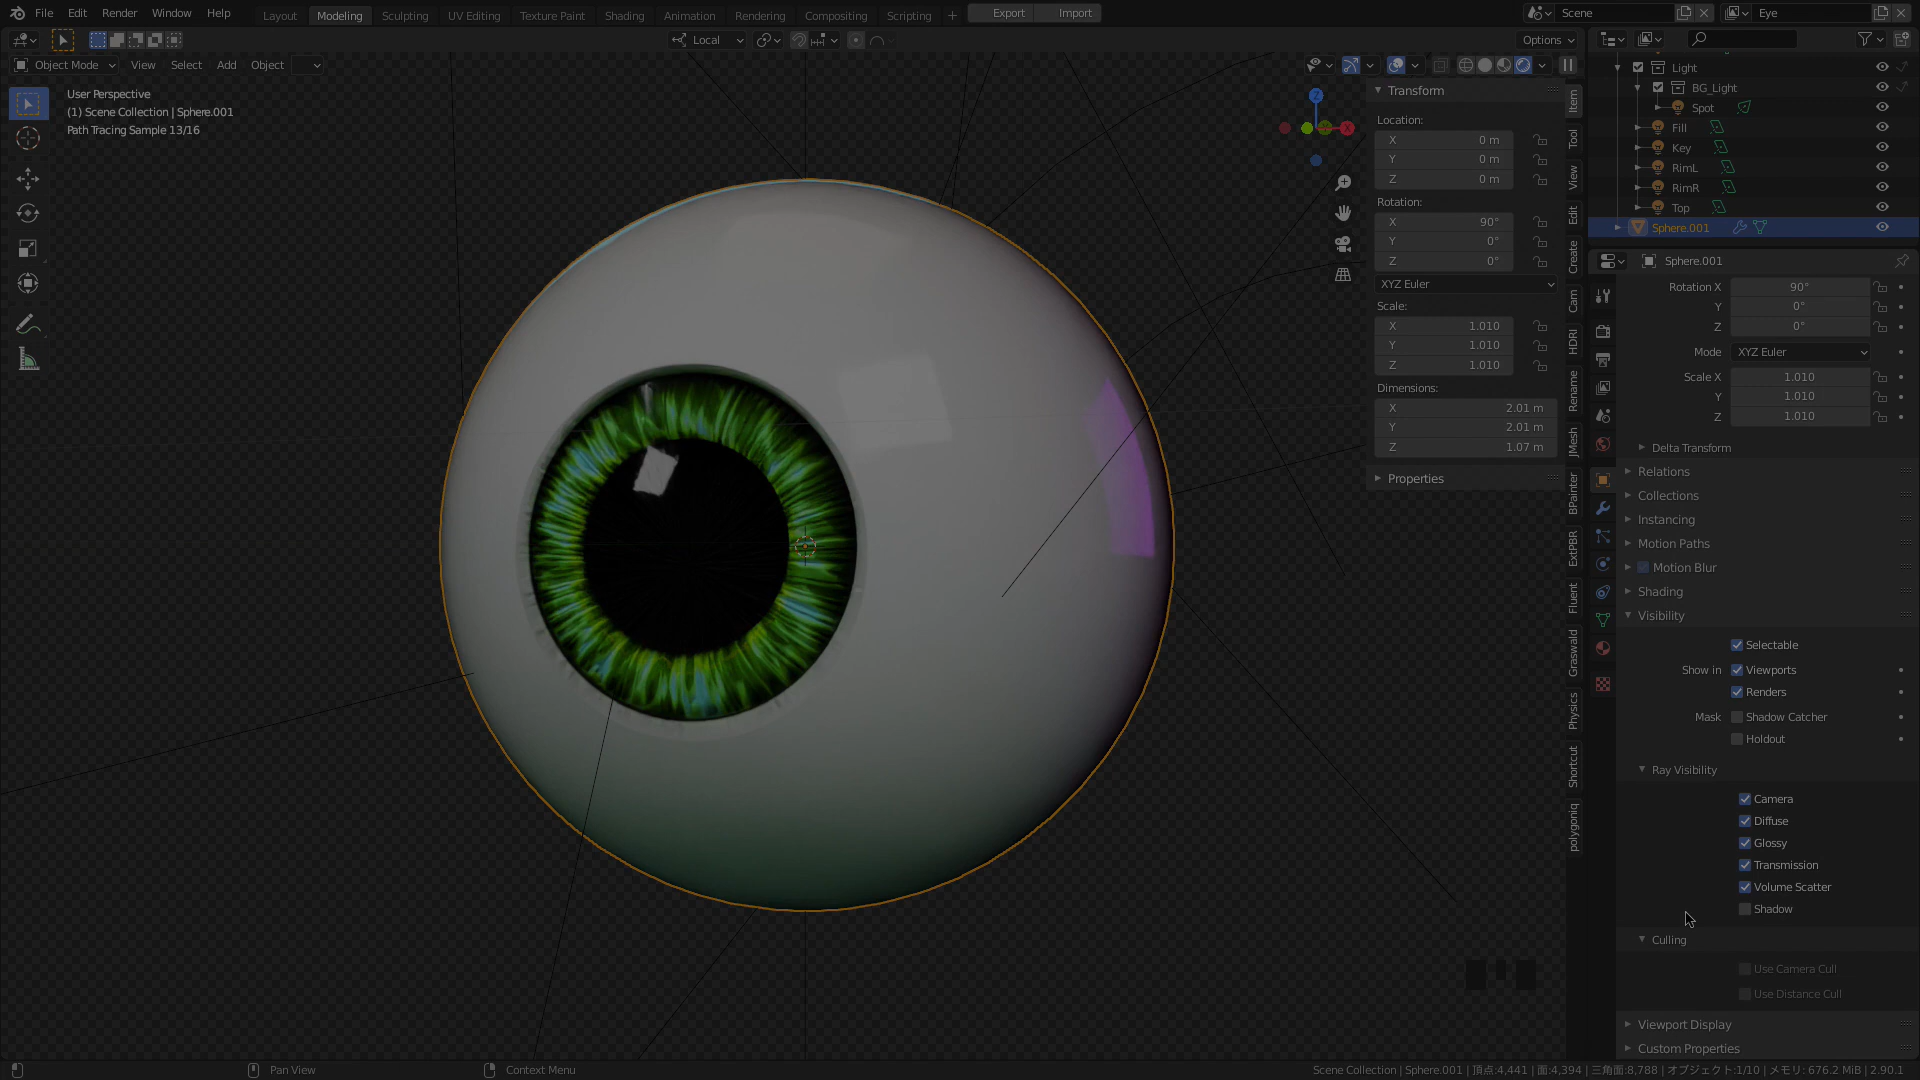 File Edit Render Window Help Layout Modeling Sculpting UV Editing Texture Paint Shading Animation Rendering Compositing Scripting + Export Import Scene Eye
Local Options
Object Mode View Select Add Object
User Perspective
(1) Scene Collection | Sphere.001
Path Tracing Sample 13/16
Z
X
Transform
Location:
X 0 m
Y 0 m
Z 0 m
Rotation:
X 90°
Y 0°
Z 0°
XYZ Euler
Scale:
X 1.010
Y 1.010
Z 1.010
Dimensions:
X 2.01 m
Y 2.01 m
Z 1.07 m
Properties
Item
Tool
View
Edit
Create
Cam
HDRI
Rename
JMesh
BPainter
ExtPBR
Fluent
Graswald
Physics
Shortcut
polygoniq
Light
BG_Light
Spot
Fill
Key
RimL
RimR
Top
Sphere.001
Sphere.001
Rotation X 90°
Y 0°
Z 0°
Mode XYZ Euler
Scale X 1.010
Y 1.010
Z 1.010
Delta Transform
Relations
Collections
Instancing
Motion Paths
Motion Blur
Shading
Visibility
Selectable
Show in Viewports
Renders
Mask Shadow Catcher
Holdout
Ray Visibility
Camera
Diffuse
Glossy
Transmission
Volume Scatter
Shadow
Culling
Use Camera Cull
Use Distance Cull
Viewport Display
Custom Properties
Pan View Context Menu Scene Collection | Sphere.001 | 頂点:4,441 | 面:4,394 | 三角面:8,788 | オブジェクト:1/10 | メモリ: 676.2 MiB | 2.90.1